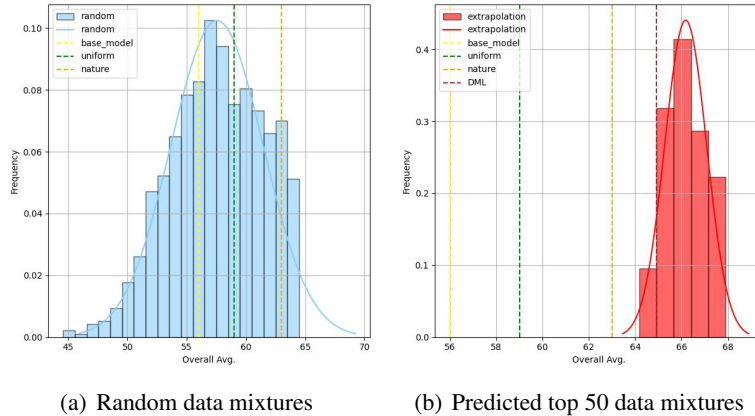 random
random
base_model
uniform
nature
0.10
0.08
0.06
0.04
0.02
0.00
Frequency
45
50
55
60
65
70
Overall Avg.
(a) Random data mixtures
extrapolation
extrapolation
base_model
uniform
nature
DML
0.4
0.3
0.2
0.1
0.0
Frequency
56
58
60
62
64
66
68
Overall Avg.
(b) Predicted top 50 data mixtures